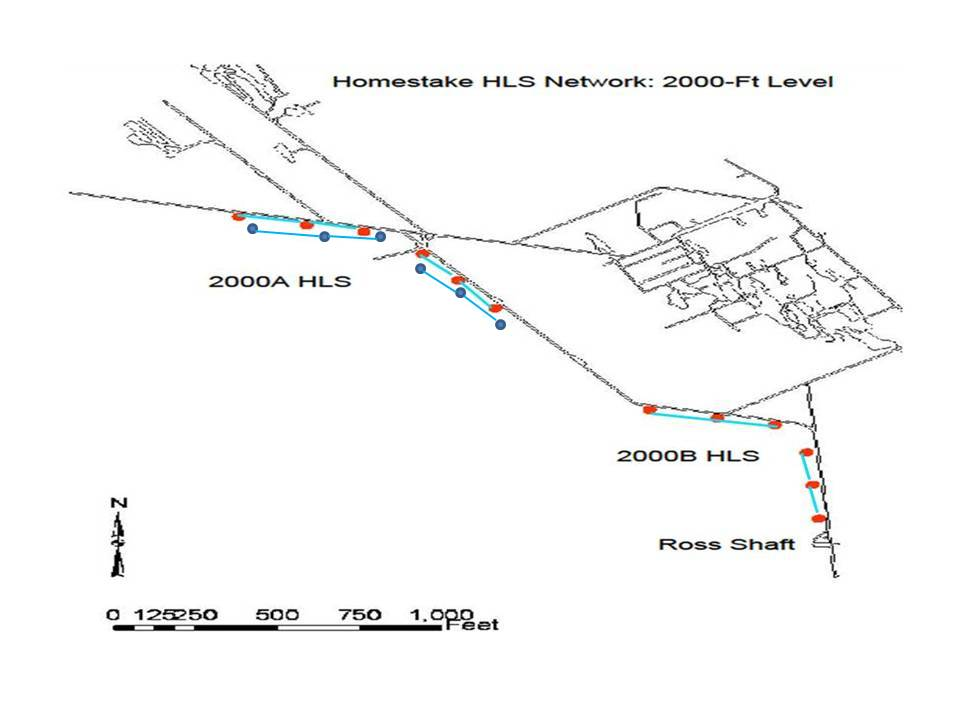 Homestake HLS Network: 2000-Ft Level
2000A HLS
2000B HLS
Ross Shaft
N
0 125250 500 750 1,000
Feet